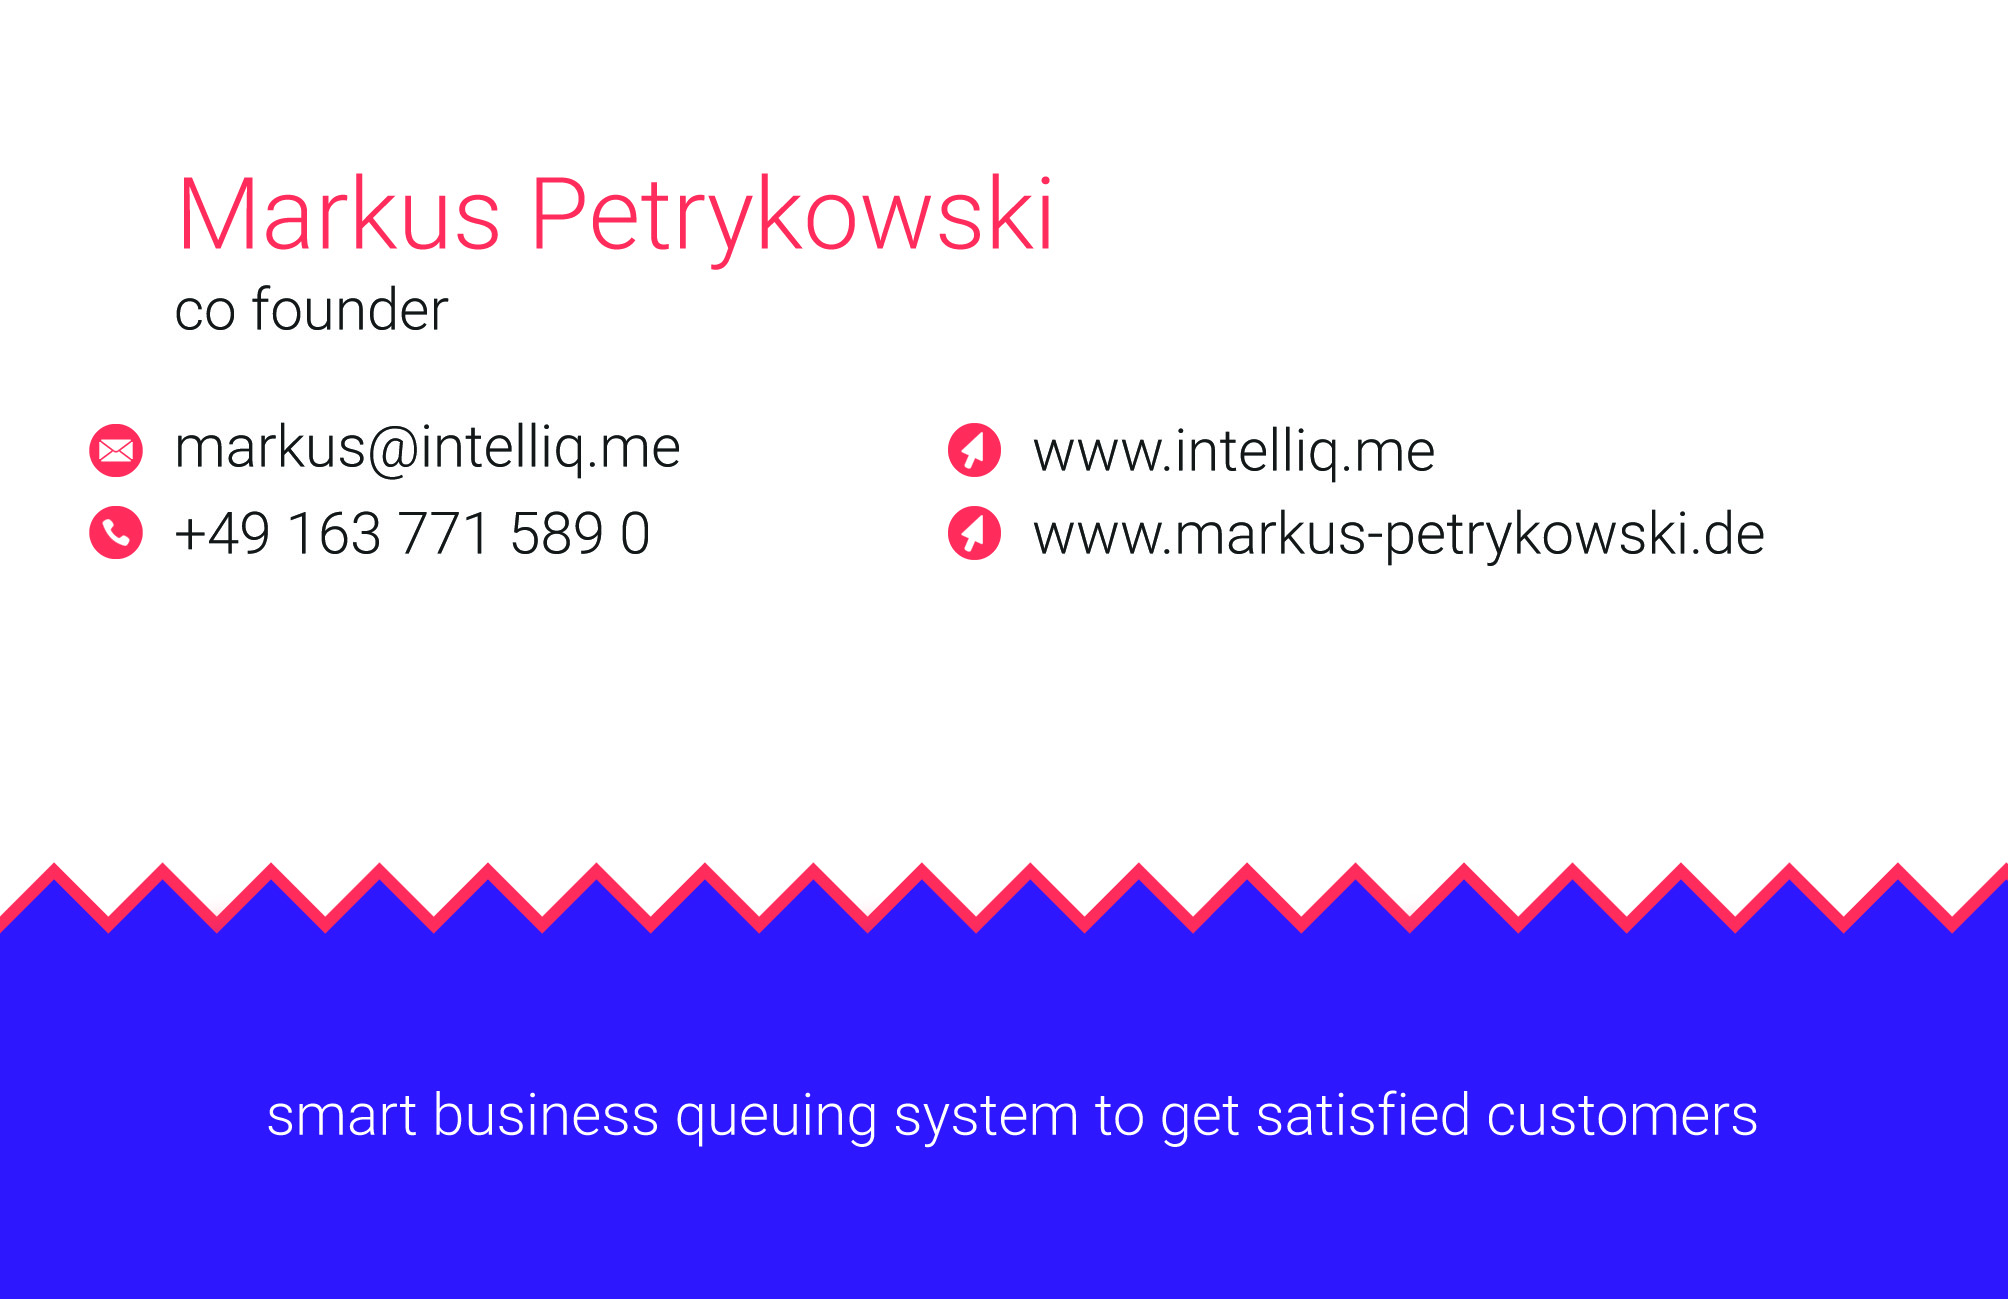 Markus Petrykowski
co founder
markus@intelliq.me
+49 163 771 589 0
www.intelliq.me
www.markus-petrykowski.de
smart business queuing system to get satisfied customers